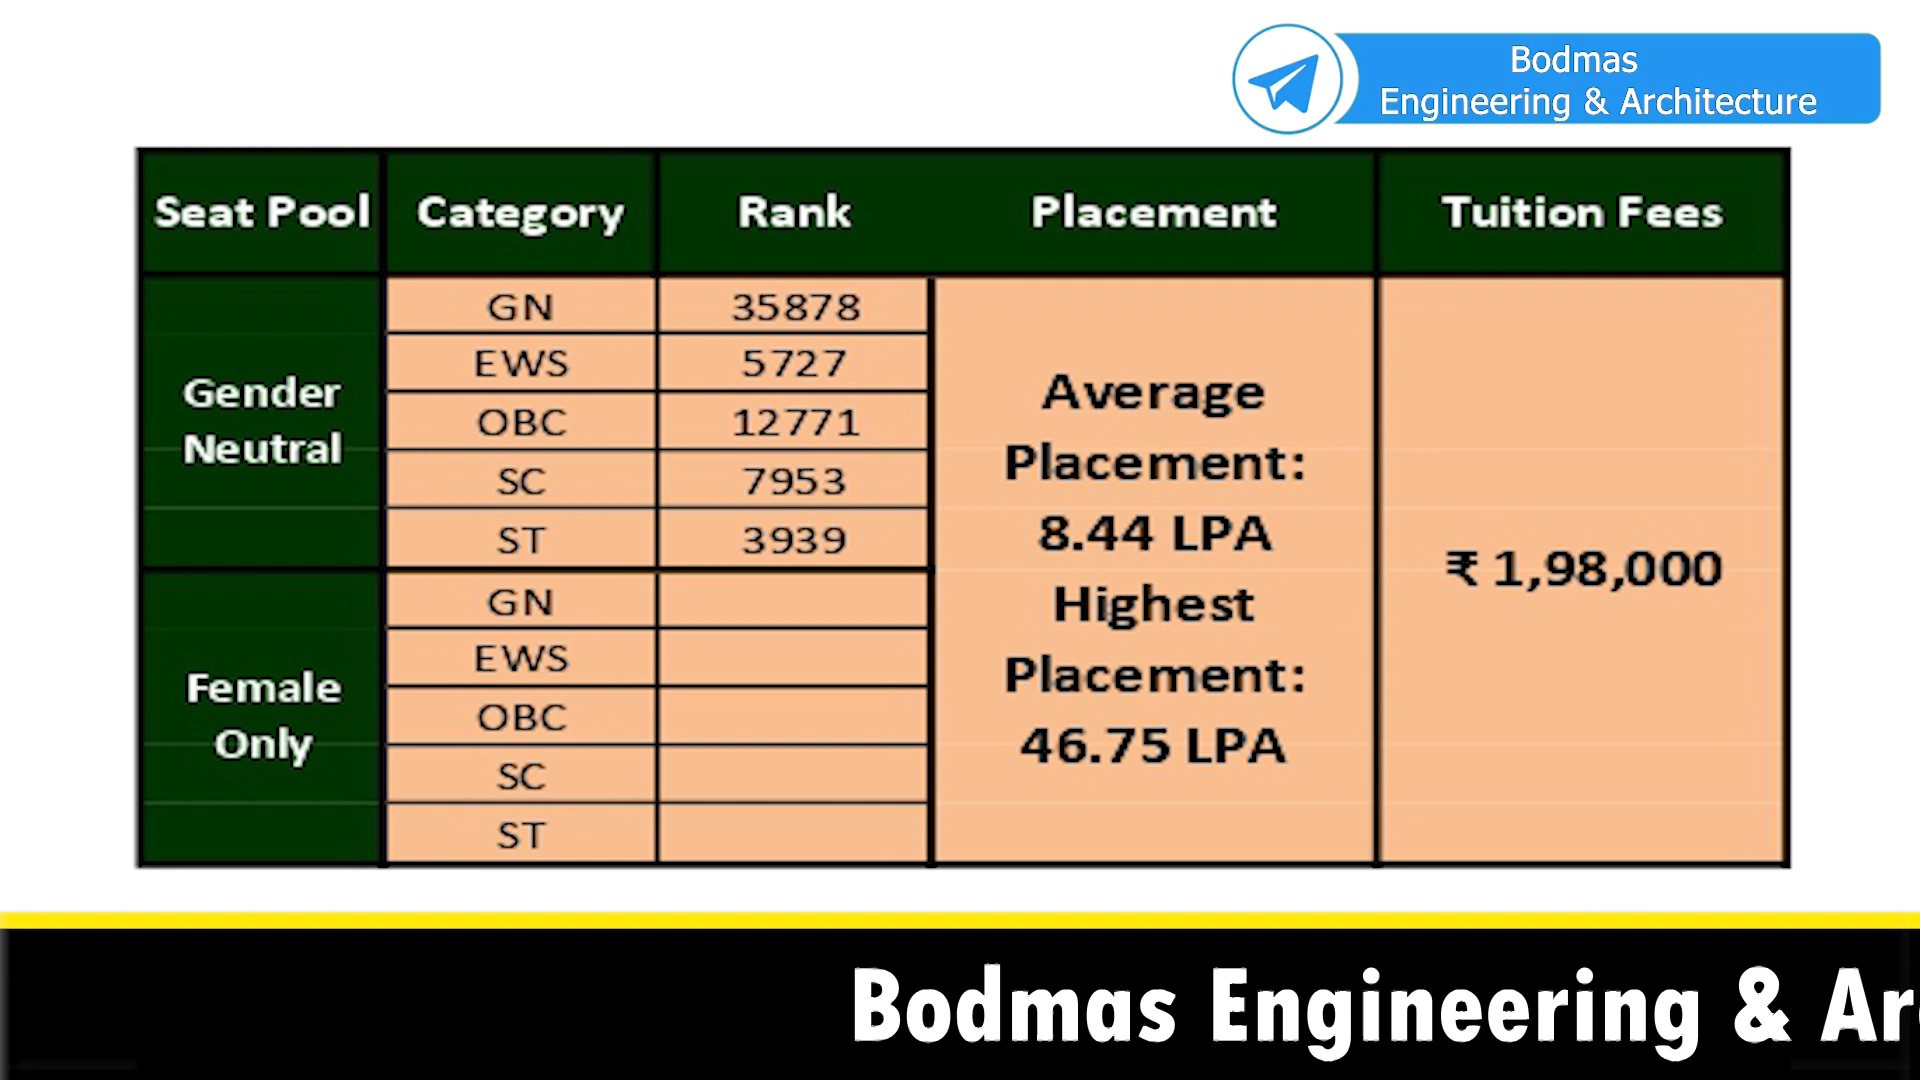 Bodmas
Engineering & Architecture
Seat Pool Category Rank Placement Tuition Fees
Gender
Neutral
GN 35878
EWS 5727
OBC 12771
SC 7953
ST 3939
Female
Only
GN
EWS
OBC
SC
ST
Average
Placement:
8.44 LPA
Highest
Placement:
46.75 LPA
₹ 1,98,000
Bodmas Engineering & Ar